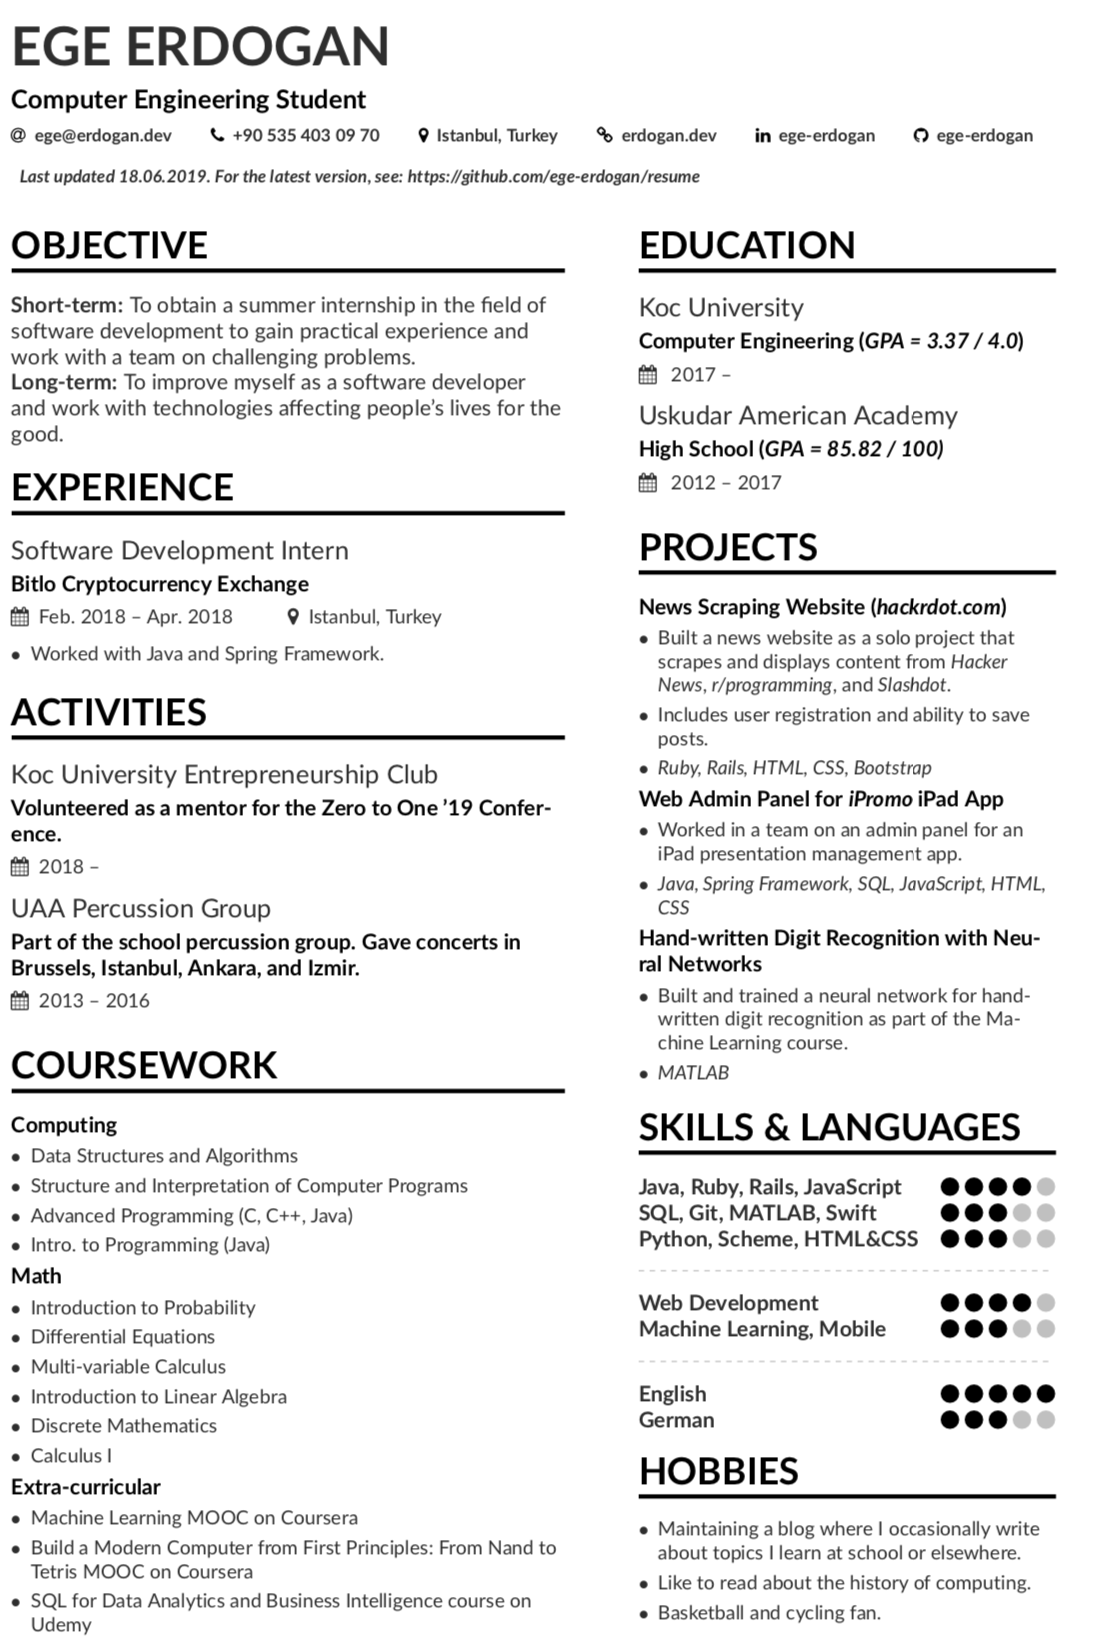 EGE ERDOGAN
Computer Engineering Student
ege@erdogan.dev +90 535 403 09 70 Istanbul, Turkey erdogan.dev ege-erdogan ege-erdogan
Last updated 18.06.2019. For the latest version, see: https://github.com/ege-erdogan/resume
OBJECTIVE
Short-term: To obtain a summer internship in the field of
software development to gain practical experience and
work with a team on challenging problems.
Long-term: To improve myself as a software developer
and work with technologies affecting people's lives for the
good.
EXPERIENCE
Software Development Intern
Bitlo Cryptocurrency Exchange
Feb. 2018 – Apr. 2018 Istanbul, Turkey
• Worked with Java and Spring Framework.
ACTIVITIES
Koc University Entrepreneurship Club
Volunteered as a mentor for the Zero to One ’19 Confer-
ence.
2018 –
UAA Percussion Group
Part of the school percussion group. Gave concerts in
Brussels, Istanbul, Ankara, and Izmir.
2013 – 2016
COURSEWORK
Computing
• Data Structures and Algorithms
• Structure and Interpretation of Computer Programs
• Advanced Programming (C, C++, Java)
• Intro. to Programming (Java)
Math
• Introduction to Probability
• Differential Equations
• Multi-variable Calculus
• Introduction to Linear Algebra
• Discrete Mathematics
• Calculus I
Extra-curricular
• Machine Learning MOOC on Coursera
• Build a Modern Computer from First Principles: From Nand to
Tetris MOOC on Coursera
• SQL for Data Analytics and Business Intelligence course on
Udemy
EDUCATION
Koc University
Computer Engineering (GPA = 3.37 / 4.0)
2017 –
Uskudar American Academy
High School (GPA = 85.82 / 100)
2012 – 2017
PROJECTS
News Scraping Website (hackrdot.com)
• Built a news website as a solo project that
scrapes and displays content from Hacker
News, r/programming, and Slashdot.
• Includes user registration and ability to save
posts.
• Ruby, Rails, HTML, CSS, Bootstrap
Web Admin Panel for iPromo iPad App
• Worked in a team on an admin panel for an
iPad presentation management app.
• Java, Spring Framework, SQL, JavaScript, HTML,
CSS
Hand-written Digit Recognition with Neu-
ral Networks
• Built and trained a neural network for hand-
written digit recognition as part of the Ma-
chine Learning course.
• MATLAB
SKILLS & LANGUAGES
Java, Ruby, Rails, JavaScript
SQL, Git, MATLAB, Swift
Python, Scheme, HTML&CSS
Web Development
Machine Learning, Mobile
English
German
HOBBIES
• Maintaining a blog where I occasionally write
about topics I learn at school or elsewhere.
• Like to read about the history of computing.
• Basketball and cycling fan.